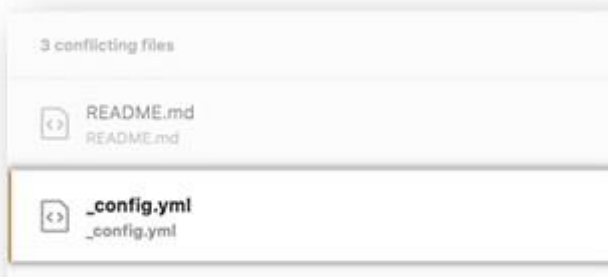 3 conflicting files
README.md
README.md
_config.yml
_config.yml